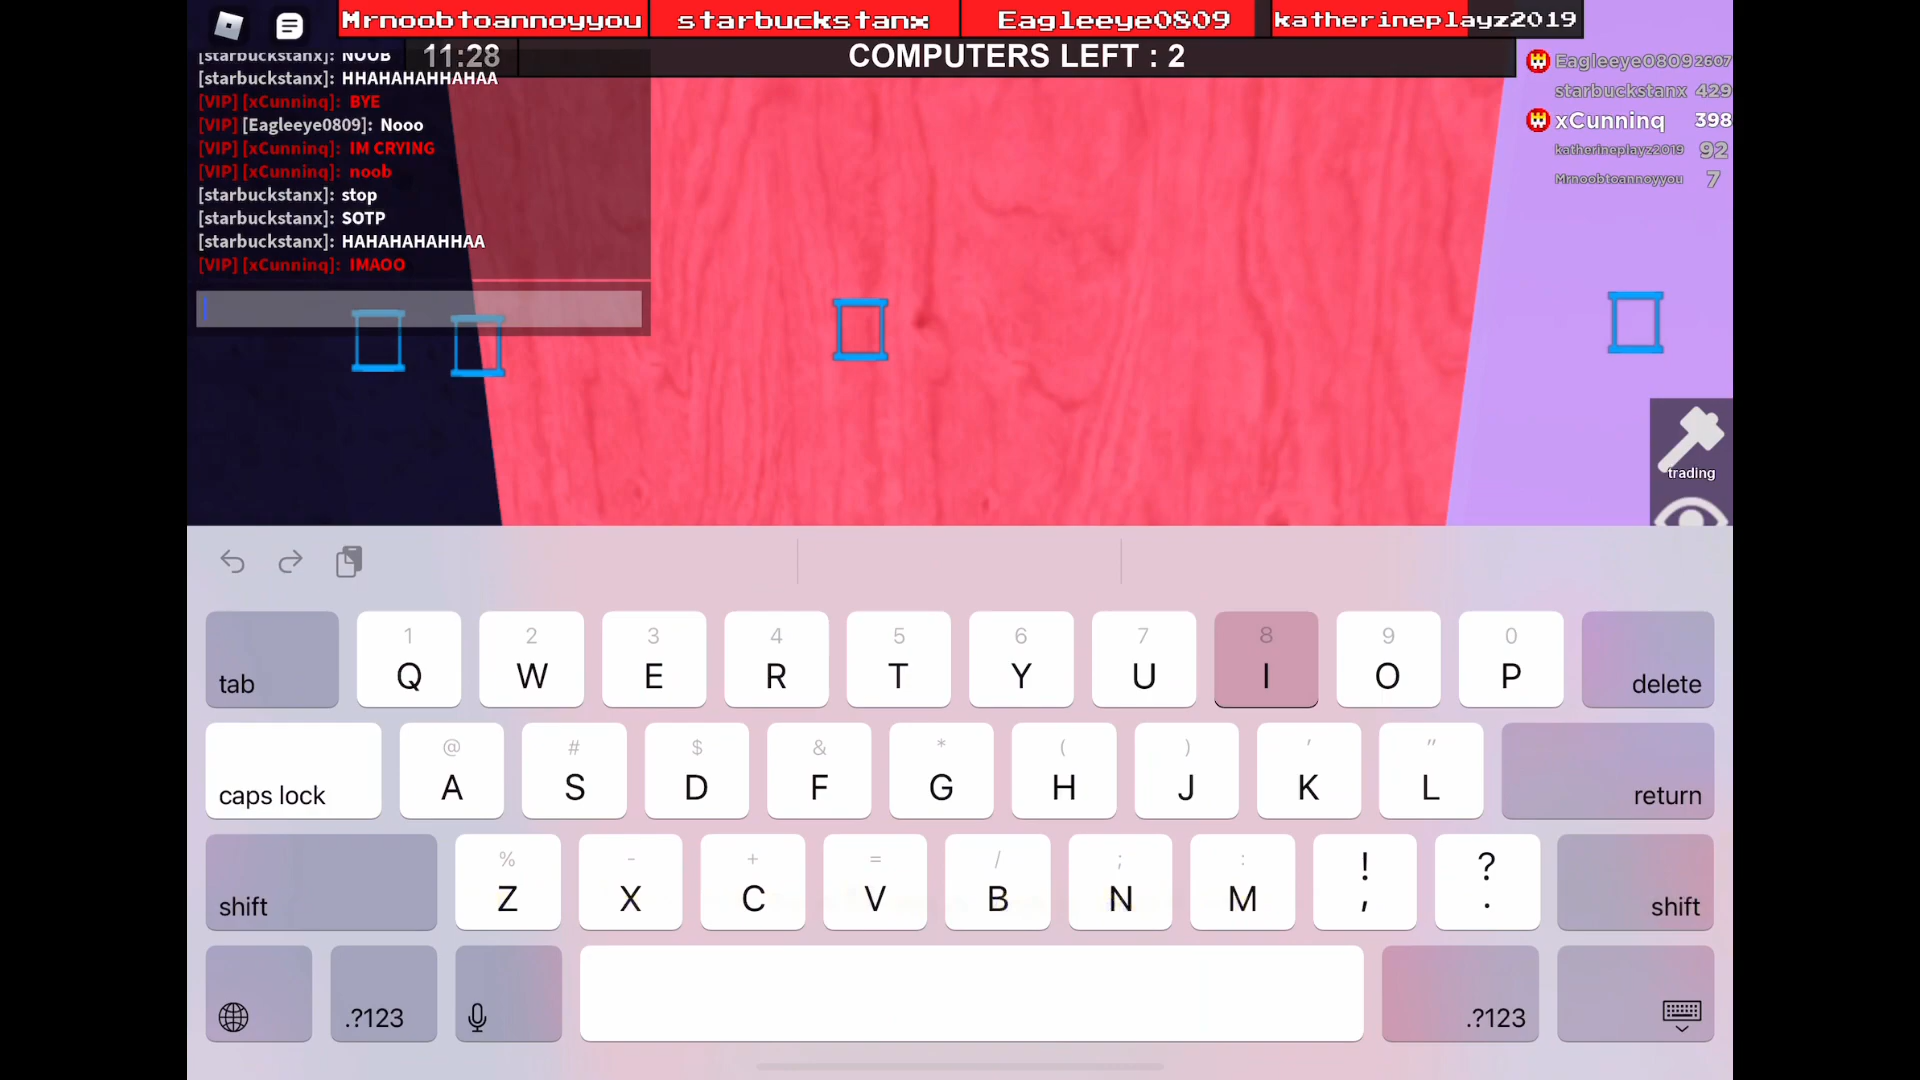 Mrnoobtoannoyyou starbuckstanx Eagleeye0809 katherineplayz2019
11:28 COMPUTERS LEFT : 2
[starbuckstanx]: NOOB
[starbuckstanx]: HHAHAHAHHAHAA
[VIP] [xCunninq]: BYE
[VIP] [Eagleeye0809]: Nooo
[VIP] [xCunninq]: IM CRYING
[VIP] [xCunninq]: noob
[starbuckstanx]: stop
[starbuckstanx]: SOTP
[starbuckstanx]: HAHAHAHAHHAA
[VIP] [xCunninq]: lMAOO
Eagleeye0809 2607
starbuckstanx 429
xCunninq 398
katherineplayz2019 92
Mrnoobtoannoyyou 7
trading
1 2 3 4 5 6 7 8 9 0
tab Q W E R T Y U I O P delete
@ # $ & * ( ) ' "
caps lock A S D F G H J K L return
% - + = / ; : ! ?
shift Z X C V B N M , . shift
.?123 .?123